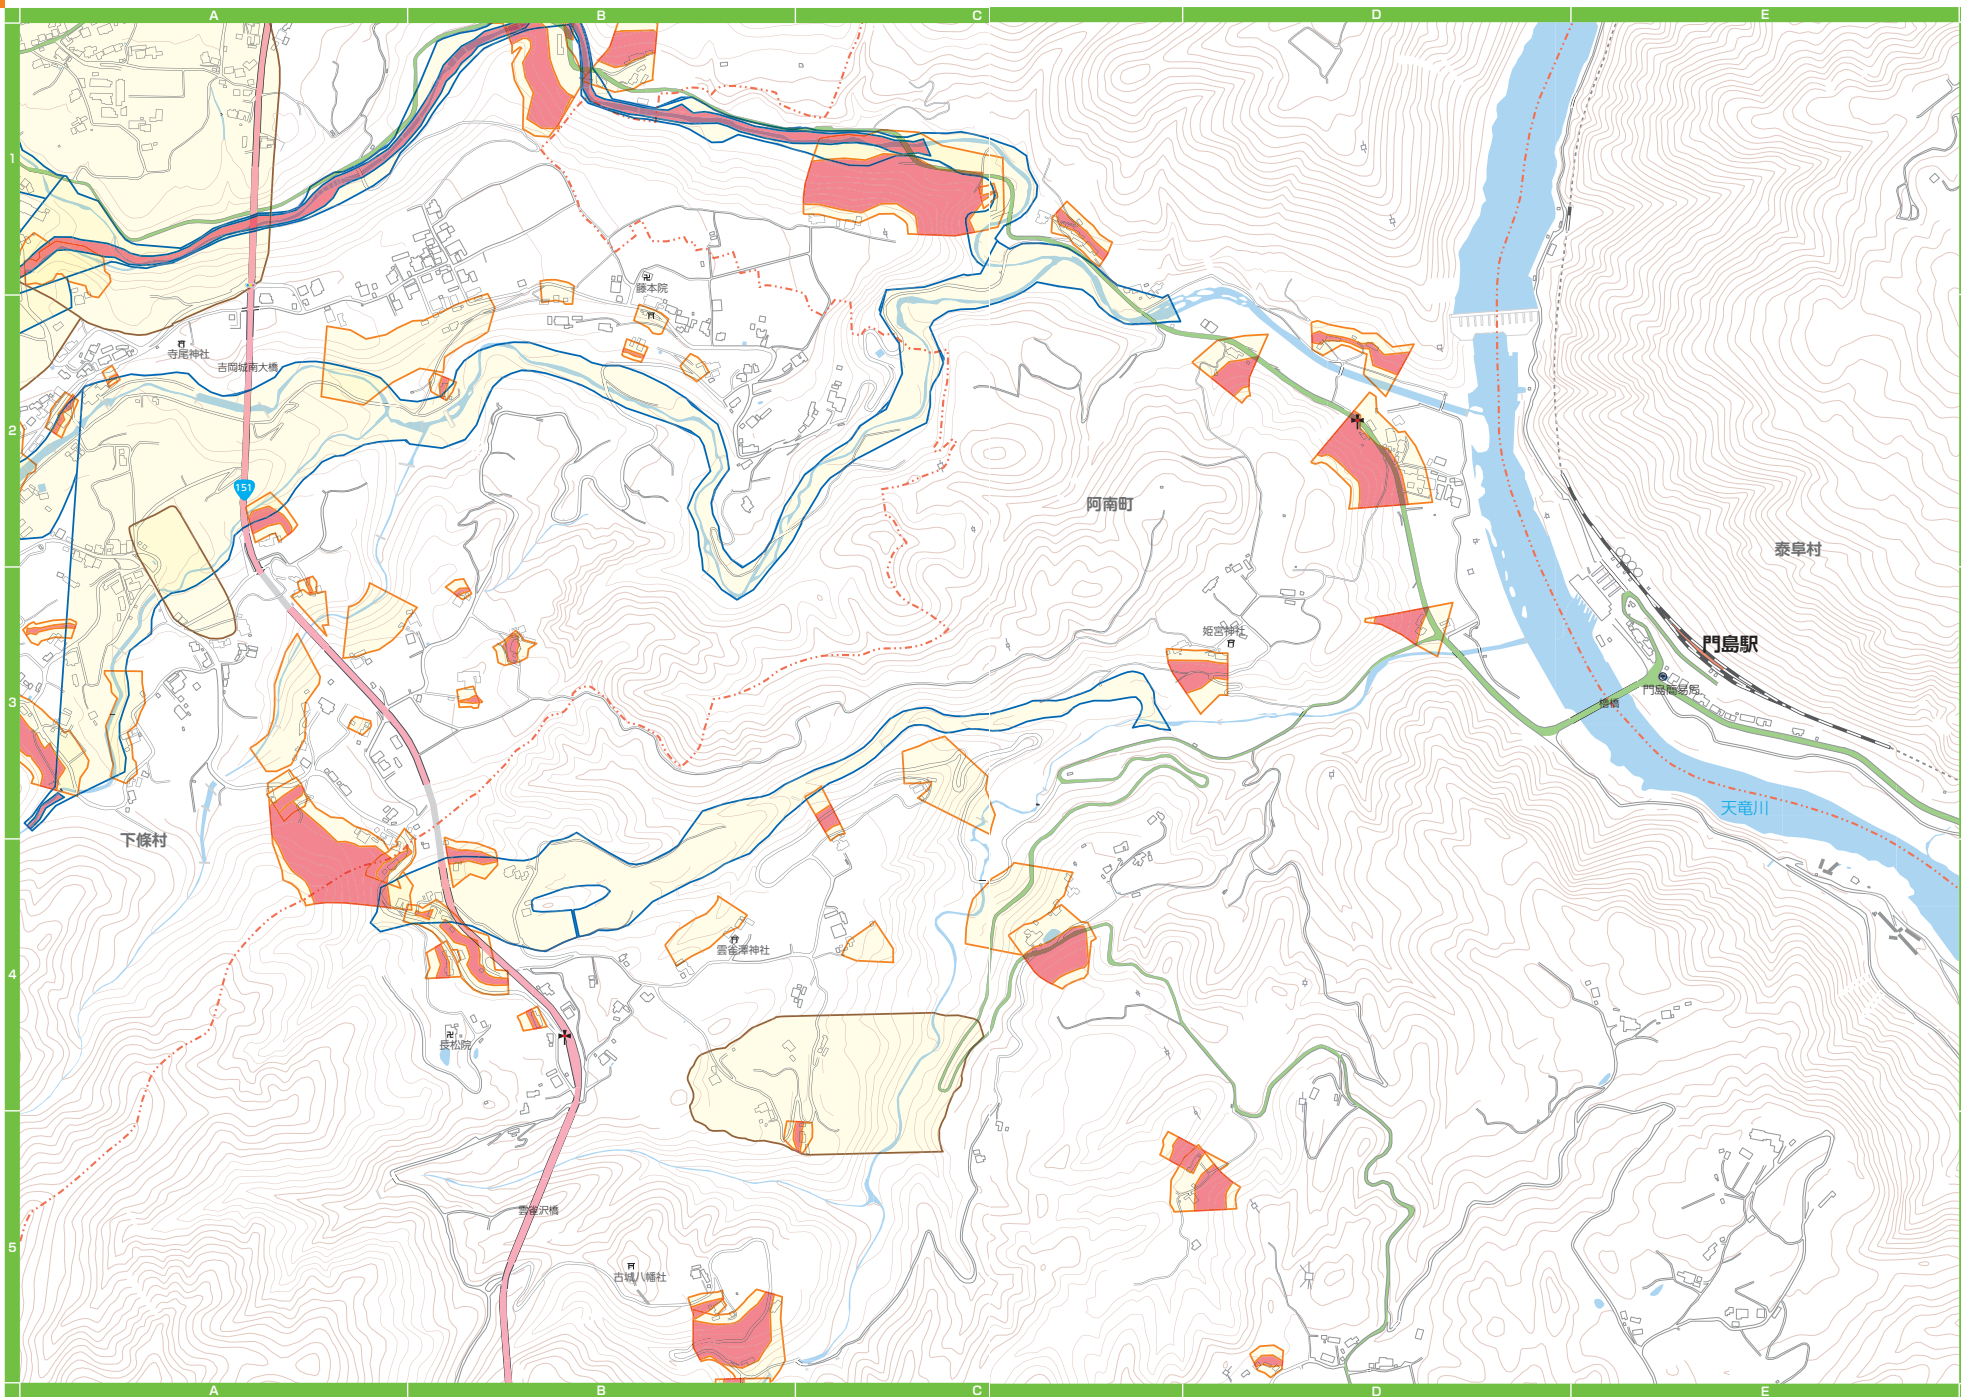 A B C D E
1
藤本院
寺尾神社
吉岡城南大橋
2
151
阿南町
泰阜村
姫宮神社
門島駅
門島簡易局
3
橋橋
天竜川
下條村
雲雀澤神社
4
長松院
雲雀沢橋
5
古城八幡社
A B C D E